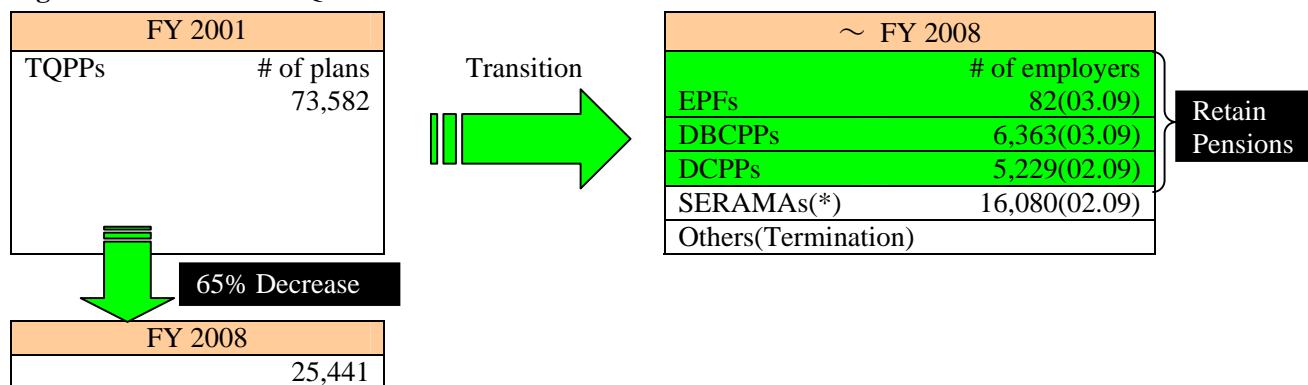 FY 2001
TQPPs # of plans
73,582
Transition
～ FY 2008
# of employers
EPFs 82(03.09)
DBCPPs 6,363(03.09)
DCPPs 5,229(02.09)
SERAMAs(*) 16,080(02.09)
Others(Termination)
Retain
Pensions
65% Decrease
FY 2008
25,441